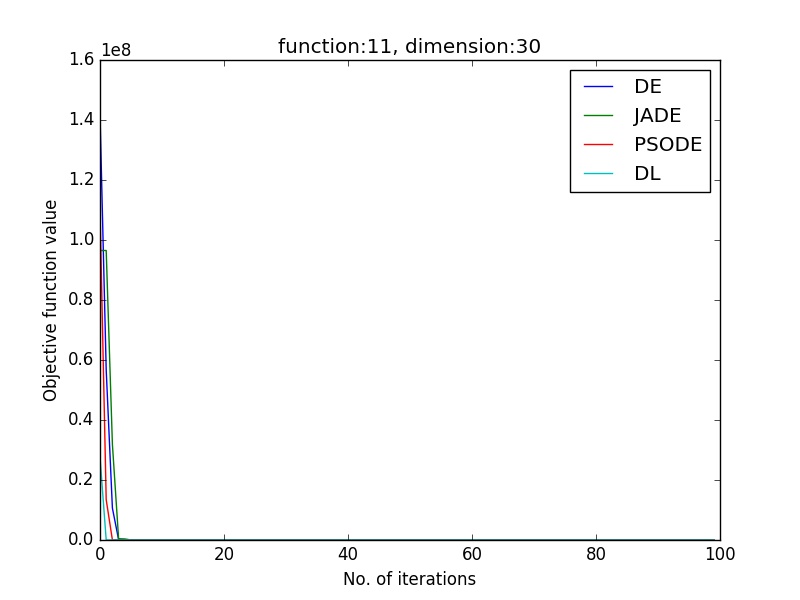 function:11, dimension:30
1e8
1.6
1.4
1.2
1.0
0.8
0.6
0.4
0.2
0.0
Objective function value
DE
JADE
PSODE
DL
0 20 40 60 80 100
No. of iterations